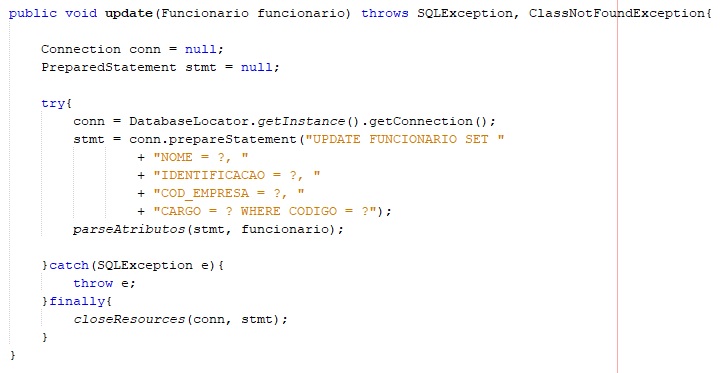 public void update(Funcionario funcionario) throws SQLException, ClassNotFoundException{
Connection conn = null;
PreparedStatement stmt = null;
try{
conn = DatabaseLocator.getInstance().getConnection();
stmt = conn.prepareStatement("UPDATE FUNCIONARIO SET "
+ "NOME = ?, "
+ "IDENTIFICACAO = ?, "
+ "COD_EMPRESA = ?, "
+ "CARGO = ? WHERE CODIGO = ?");
parseAtributos(stmt, funcionario);
}catch(SQLException e){
throw e;
}finally{
closeResources(conn, stmt);
}
}